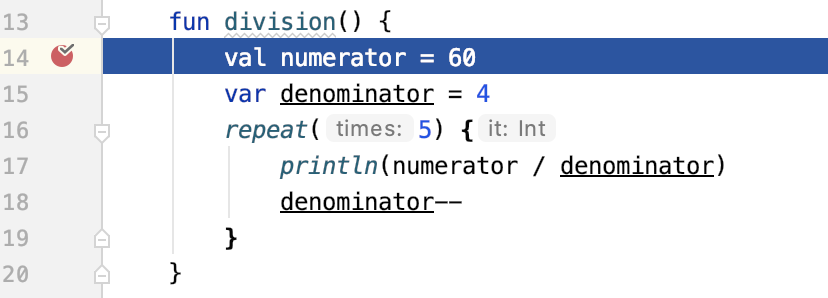 13 fun division() {
14 val numerator = 60
15 var denominator = 4
16 repeat( times: 5) { it: Int
17 println(numerator / denominator)
18 denominator--
19 }
20 }